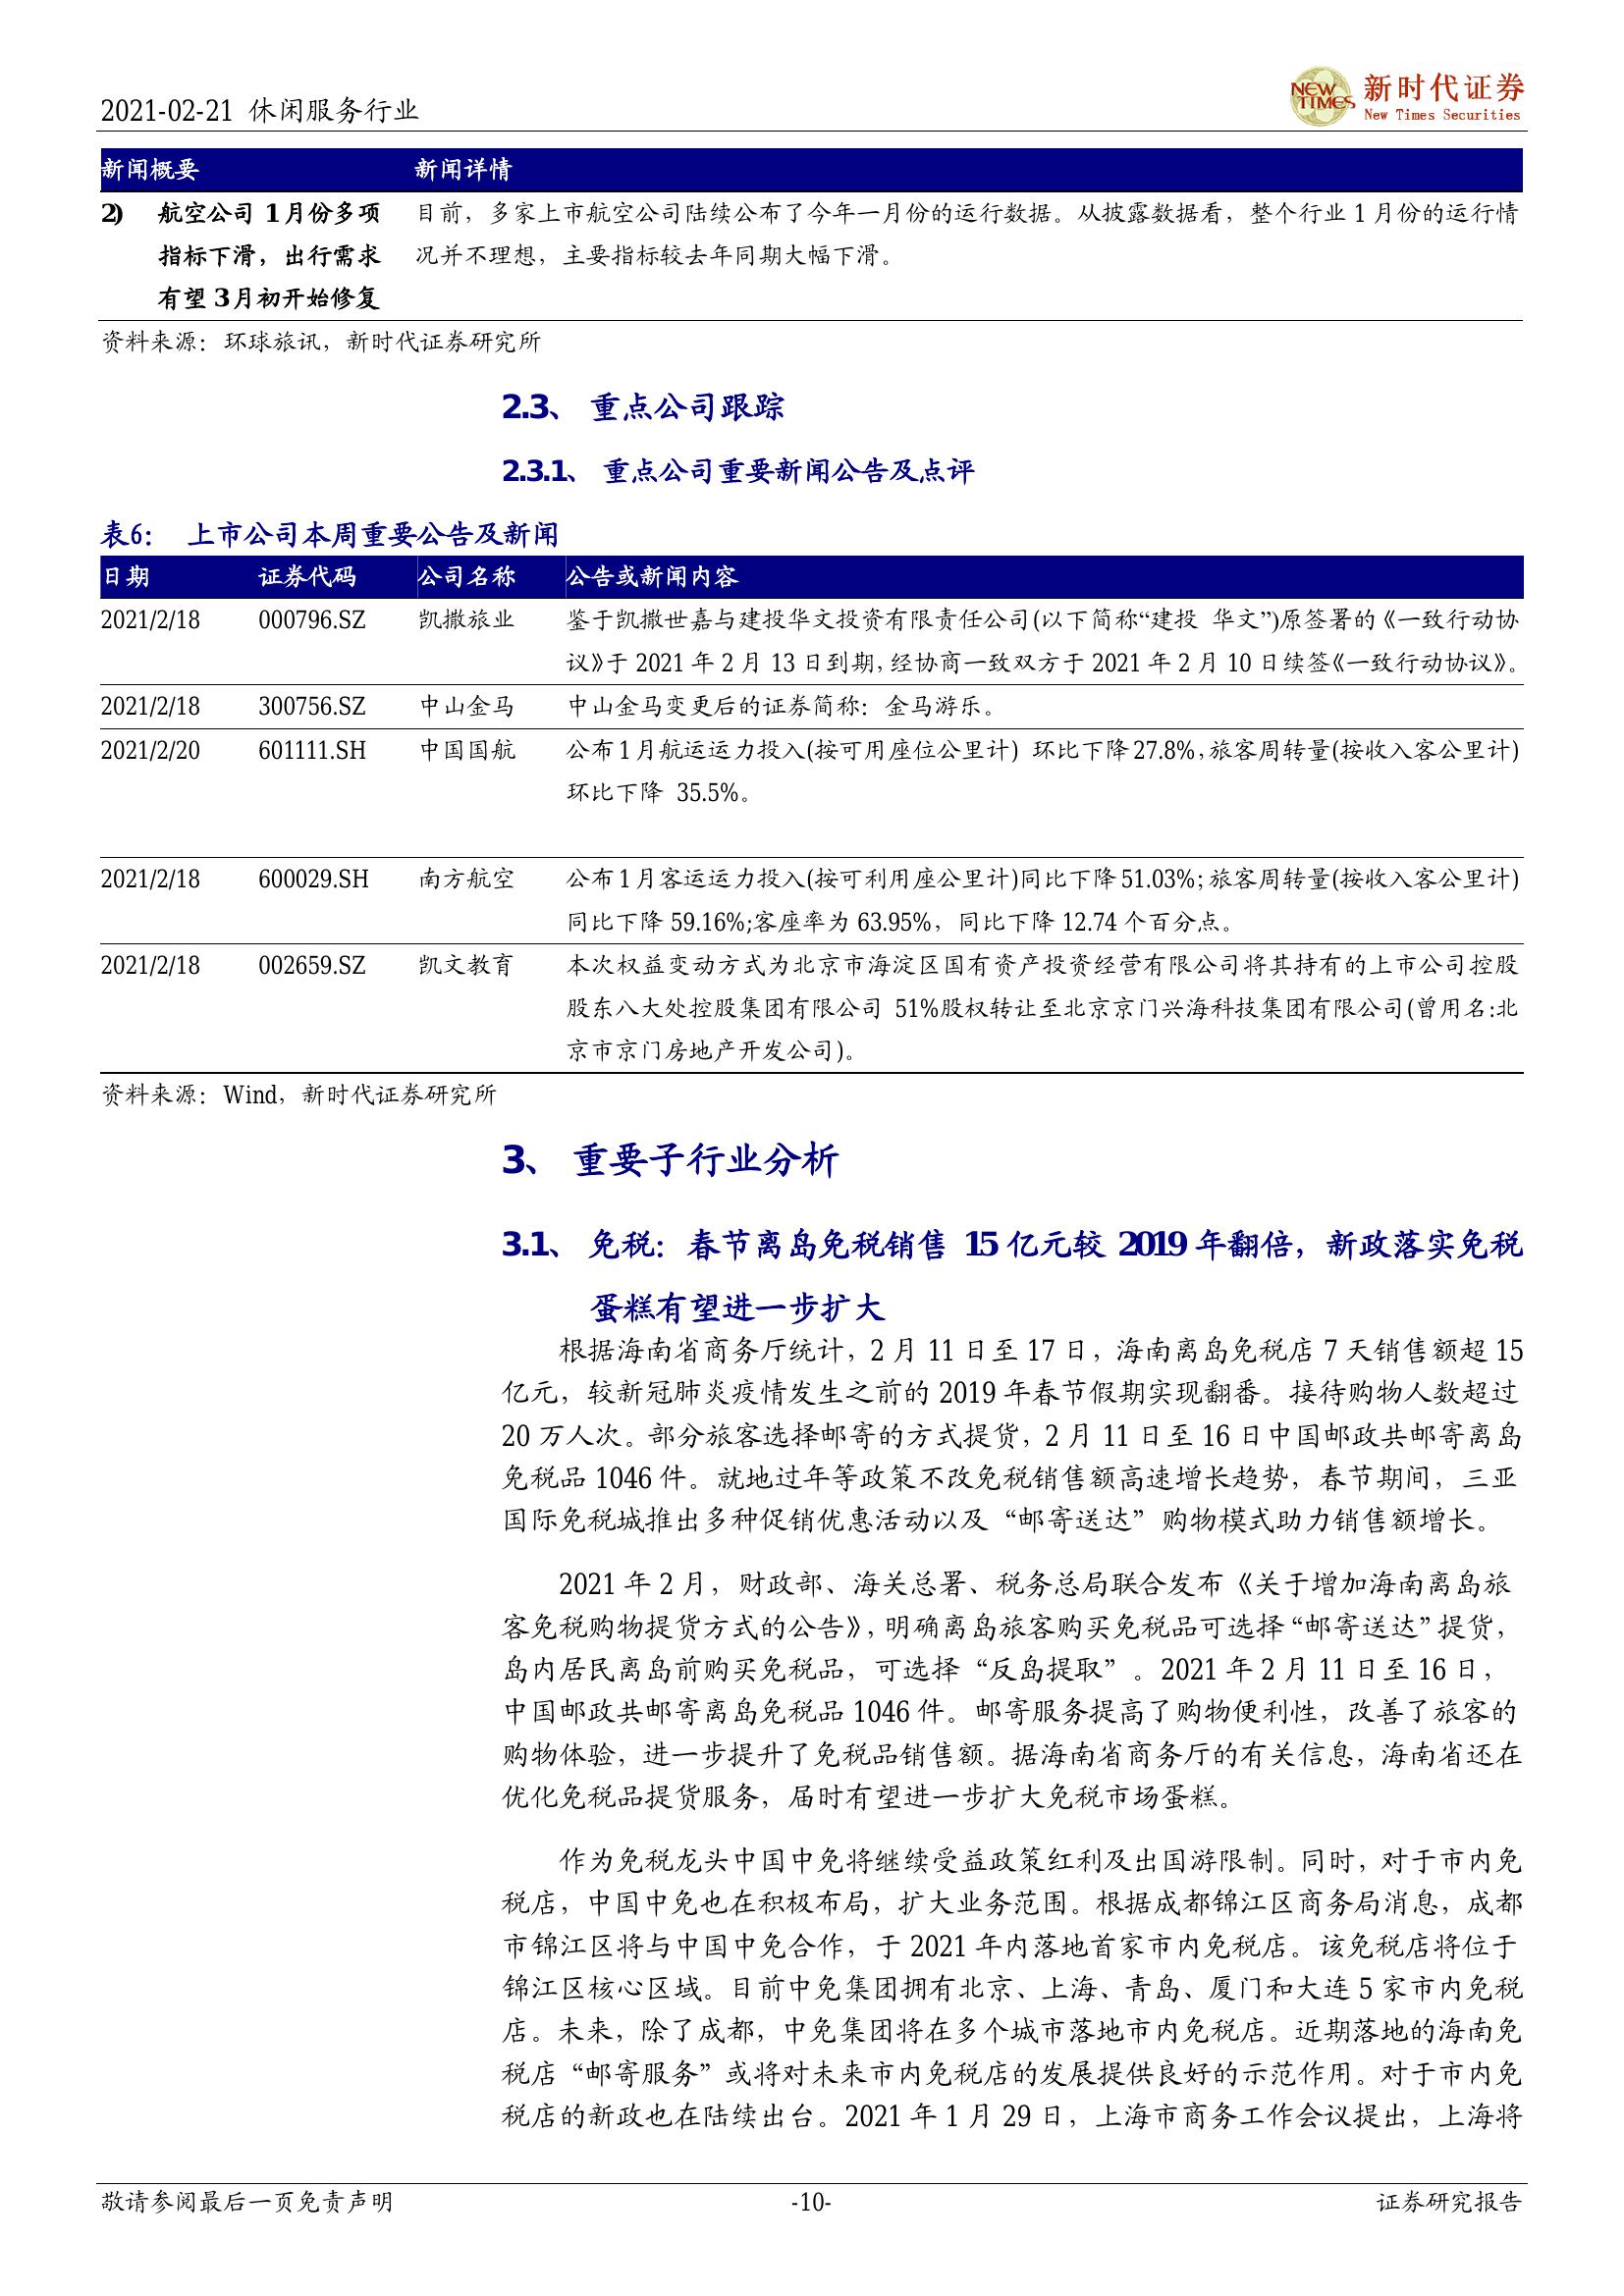 2021-02-21 休闲服务行业
NEW TIMES 新时代证券
New Times Securities
新闻概要 新闻详情
2) 航空公司 1月份多项 目前，多家上市航空公司陆续公布了今年一月份的运行数据。从披露数据看，整个行业 1 月份的运行情
指标下滑，出行需求 况并不理想，主要指标较去年同期大幅下滑。
有望 3月初开始修复
资料来源：环球旅讯，新时代证券研究所
2.3、 重点公司跟踪
2.3.1、 重点公司重要新闻公告及点评
表6： 上市公司本周重要公告及新闻
日期 证券代码 公司名称 公告或新闻内容
2021/2/18 000796.SZ 凯撒旅业 鉴于凯撒世嘉与建投华文投资有限责任公司(以下简称“建投 华文”)原签署的《一致行动协
议》于 2021 年 2 月 13 日到期，经协商一致双方于 2021 年 2 月 10 日续签《一致行动协议》。
2021/2/18 300756.SZ 中山金马 中山金马变更后的证券简称：金马游乐。
2021/2/20 601111.SH 中国国航 公布 1 月航运运力投入(按可用座位公里计) 环比下降 27.8%，旅客周转量(按收入客公里计)
环比下降 35.5%。
2021/2/18 600029.SH 南方航空 公布 1 月客运运力投入(按可利用座公里计)同比下降 51.03%；旅客周转量(按收入客公里计)
同比下降 59.16%;客座率为 63.95%，同比下降 12.74 个百分点。
2021/2/18 002659.SZ 凯文教育 本次权益变动方式为北京市海淀区国有资产投资经营有限公司将其持有的上市公司控股
股东八大处控股集团有限公司 51%股权转让至北京京门兴海科技集团有限公司(曾用名:北
京市京门房地产开发公司)。
资料来源：Wind，新时代证券研究所
3、 重要子行业分析
3.1、 免税：春节离岛免税销售 15 亿元较 2019 年翻倍，新政落实免税
蛋糕有望进一步扩大
根据海南省商务厅统计，2 月 11 日至 17 日，海南离岛免税店 7 天销售额超 15
亿元，较新冠肺炎疫情发生之前的 2019 年春节假期实现翻番。接待购物人数超过
20 万人次。部分旅客选择邮寄的方式提货，2 月 11 日至 16 日中国邮政共邮寄离岛
免税品 1046 件。就地过年等政策不改免税销售额高速增长趋势，春节期间，三亚
国际免税城推出多种促销优惠活动以及“邮寄送达”购物模式助力销售额增长。
2021 年 2 月，财政部、海关总署、税务总局联合发布《关于增加海南离岛旅
客免税购物提货方式的公告》，明确离岛旅客购买免税品可选择“邮寄送达”提货，
岛内居民离岛前购买免税品，可选择“反岛提取”。2021 年 2 月 11 日至 16 日，
中国邮政共邮寄离岛免税品 1046 件。邮寄服务提高了购物便利性，改善了旅客的
购物体验，进一步提升了免税品销售额。据海南省商务厅的有关信息，海南省还在
优化免税品提货服务，届时有望进一步扩大免税市场蛋糕。
作为免税龙头中国中免将继续受益政策红利及出国游限制。同时，对于市内免
税店，中国中免也在积极布局，扩大业务范围。根据成都锦江区商务局消息，成都
市锦江区将与中国中免合作，于 2021 年内落地首家市内免税店。该免税店将位于
锦江区核心区域。目前中免集团拥有北京、上海、青岛、厦门和大连 5 家市内免税
店。未来，除了成都，中免集团将在多个城市落地市内免税店。近期落地的海南免
税店“邮寄服务”或将对未来市内免税店的发展提供良好的示范作用。对于市内免
税店的新政也在陆续出台。2021 年 1 月 29 日，上海市商务工作会议提出，上海将
敬请参阅最后一页免责声明 -10- 证券研究报告